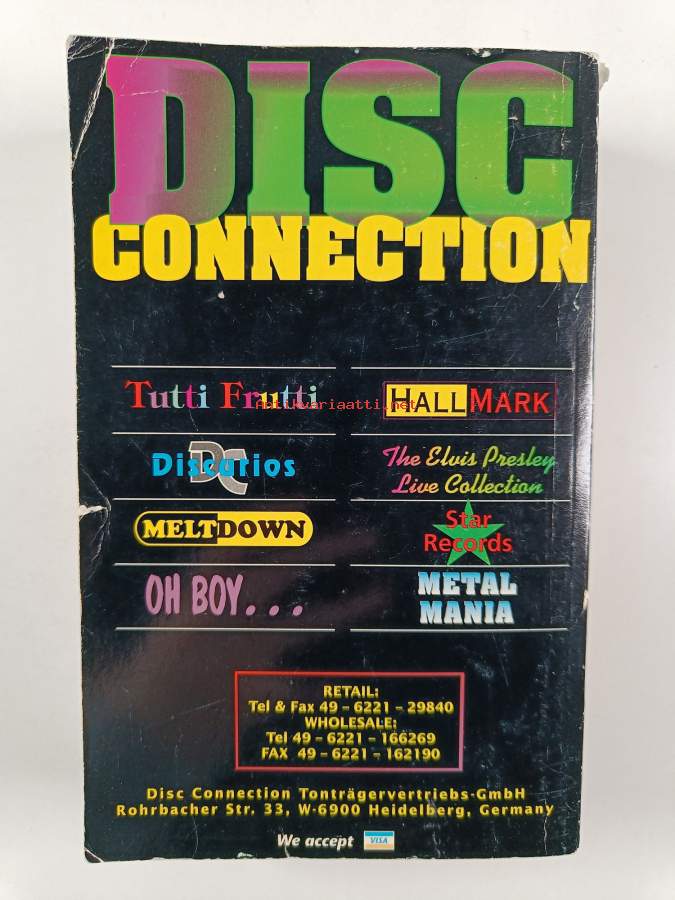 DISC
CONNECTION
Tutti Frutti
Antikvariaatti.net
HALLMARK
DC
Discurios
The Elvis Presley
Live Collection
MELTDOWN
Star
Records
OH BOY...
METAL
MANIA
RETAIL:
Tel & Fax 49 – 6221 – 29840
WHOLESALE:
Tel 49 – 6221 – 166269
FAX 49 – 6221 – 162190
Disc Connection Tonträgervertriebs-GmbH
Rohrbacher Str. 33, W-6900 Heidelberg, Germany
We accept VISA